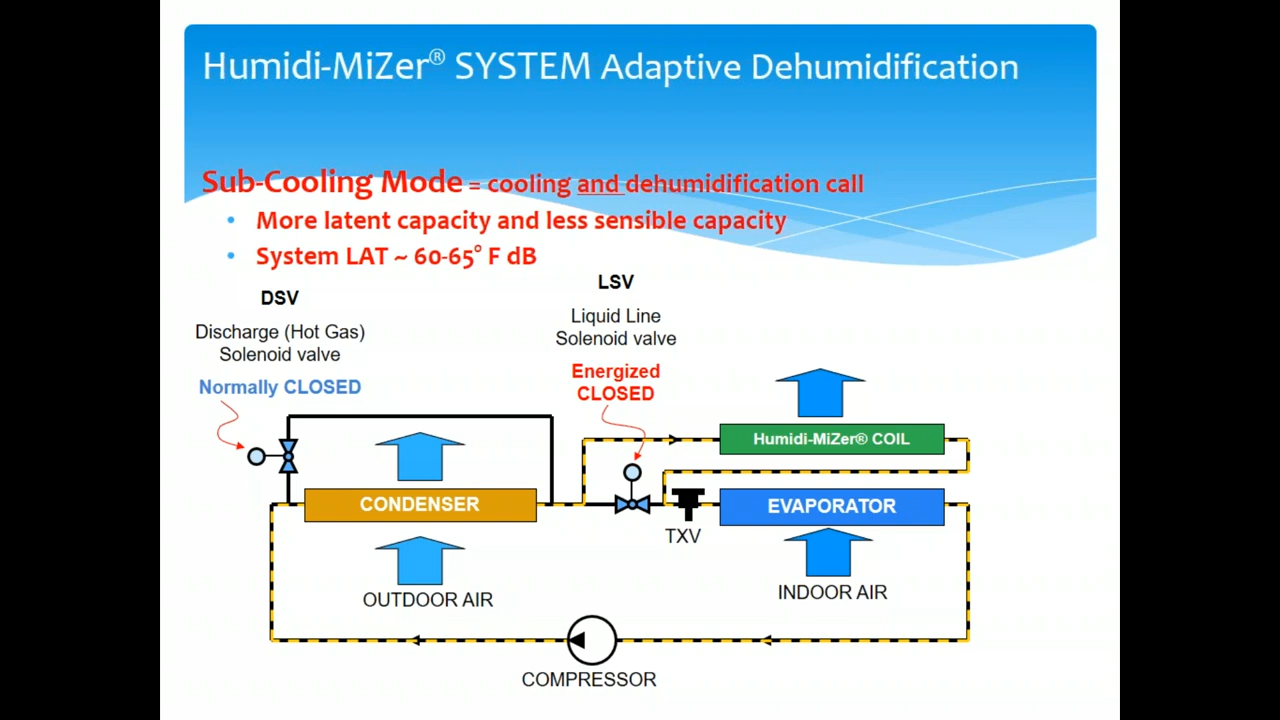 Humidi-MiZer® SYSTEM Adaptive Dehumidification
Sub-Cooling Mode = cooling and dehumidification call
• More latent capacity and less sensible capacity
• System LAT ~ 60-65° F dB
DSV
Discharge (Hot Gas)
Solenoid valve
Normally CLOSED
LSV
Liquid Line
Solenoid valve
Energized
CLOSED
Humidi-MiZer® COIL
CONDENSER
EVAPORATOR
TXV
OUTDOOR AIR
INDOOR AIR
COMPRESSOR